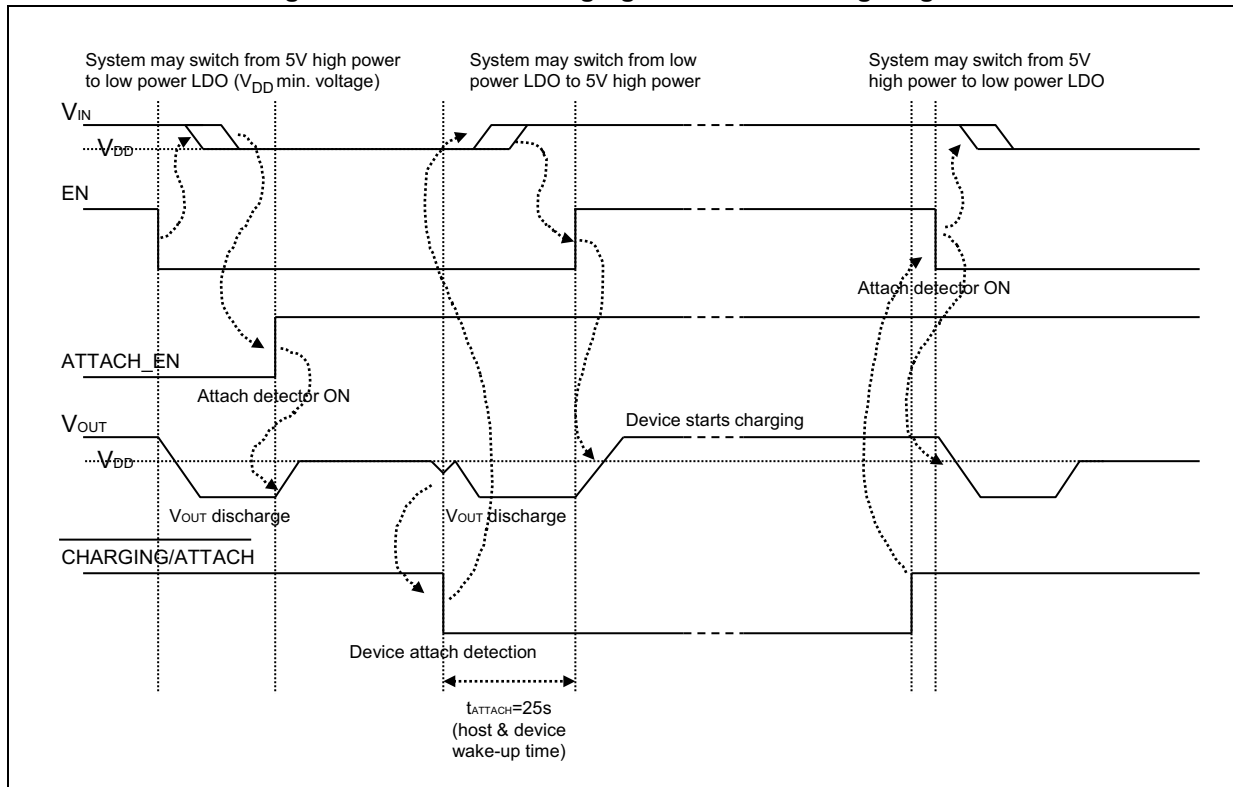 System may switch from 5V high power
to low power LDO (VDD min. voltage)
System may switch from low
power LDO to 5V high power
System may switch from 5V
high power to low power LDO
VIN
VDD
EN
Attach detector ON
ATTACH_EN
Attach detector ON
VOUT
Device starts charging
VDD
VOUT discharge
VOUT discharge
CHARGING/ATTACH
Device attach detection
tATTACH=25s
(host & device
wake-up time)